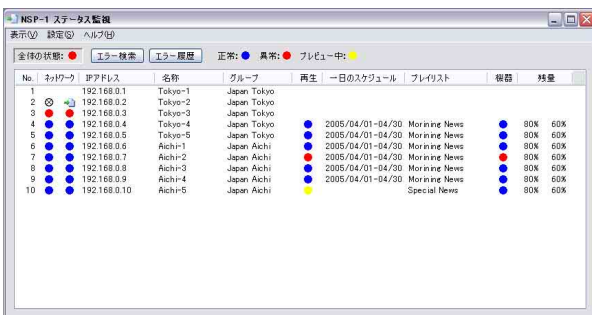 NSP-1 ステータス監視
表示(V) 設定(S) ヘルプ(H)
全体の状態: エラー検索 エラー履歴 正常: 異常: プレビュー中:
No. ネットワーク IPアドレス 名称 グループ 再生 一日のスケジュール プレイリスト 機器 残量
1 192.168.0.1 Tokyo-1 Japan Tokyo
2 192.168.0.2 Tokyo-2 Japan Tokyo
3 192.168.0.3 Tokyo-3 Japan Tokyo
4 192.168.0.4 Tokyo-4 Japan Tokyo 2005/04/01-04/30 Morining News 80% 60%
5 192.168.0.5 Tokyo-5 Japan Tokyo 2005/04/01-04/30 Morining News 80% 60%
6 192.168.0.6 Aichi-1 Japan Aichi 2005/04/01-04/30 Morining News 80% 60%
7 192.168.0.7 Aichi-2 Japan Aichi 2005/04/01-04/30 Morining News 80% 60%
8 192.168.0.8 Aichi-3 Japan Aichi 2005/04/01-04/30 Morining News 80% 60%
9 192.168.0.9 Aichi-4 Japan Aichi 2005/04/01-04/30 Morining News 80% 60%
10 192.168.0.10 Aichi-5 Japan Aichi Special News 80% 60%